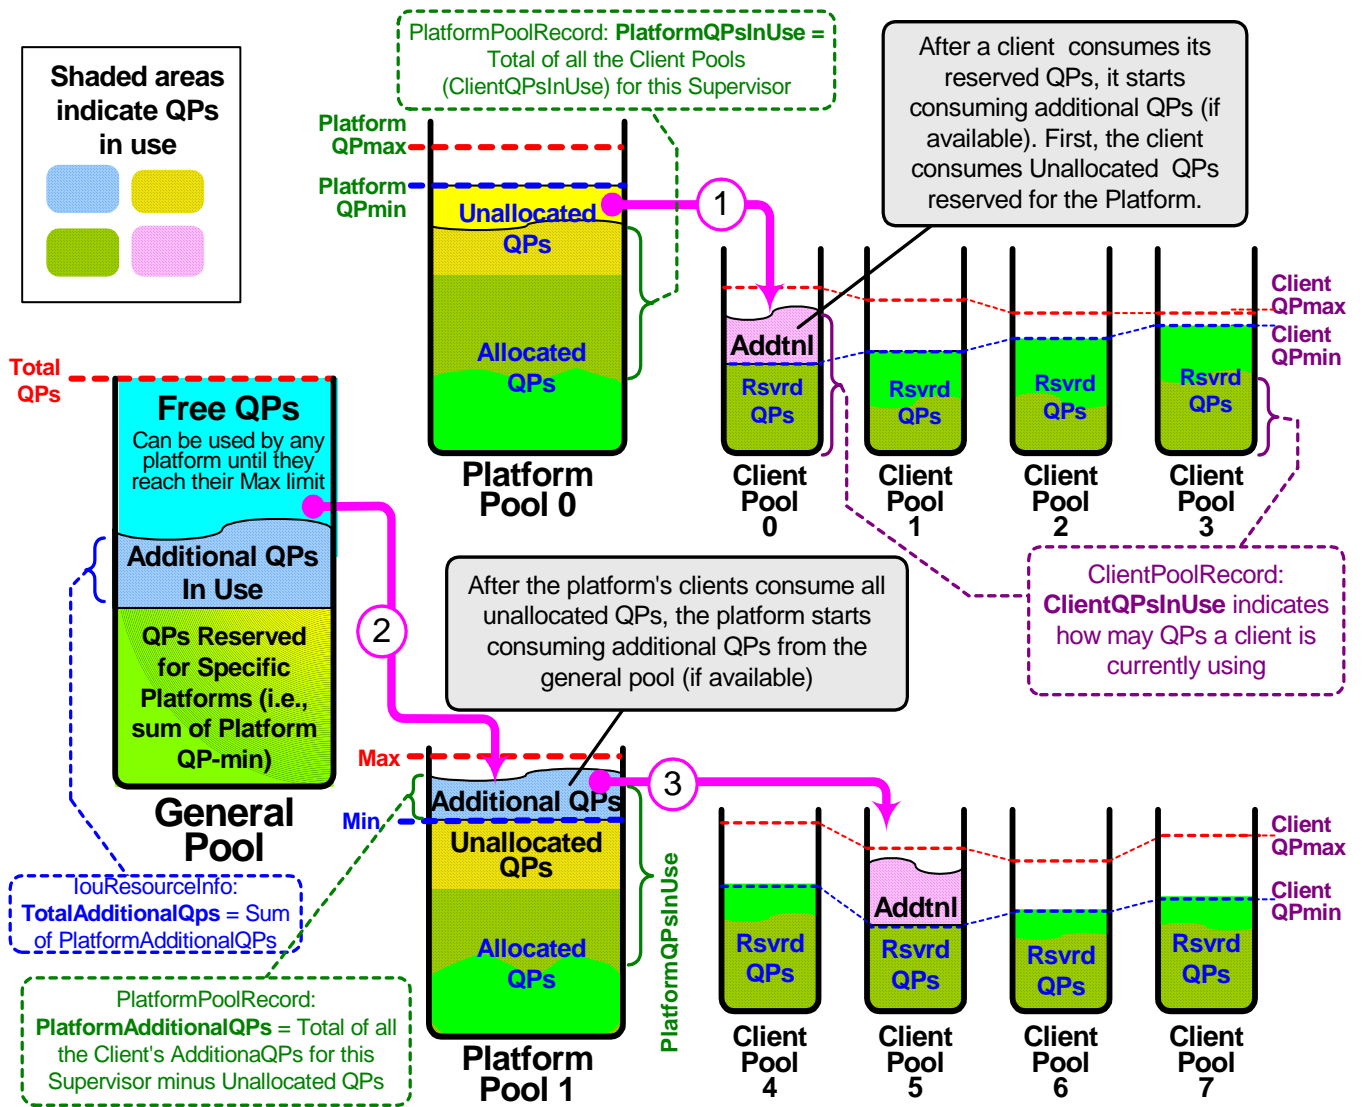 Shaded areas
indicate QPs
in use
PlatformPoolRecord: PlatformQPsInUse =
Total of all the Client Pools
(ClientQPsInUse) for this Supervisor
After a client consumes its
reserved QPs, it starts
consuming additional QPs (if
available). First, the client
consumes Unallocated QPs
reserved for the Platform.
Platform
QPmax
Platform
QPmin
Unallocated
QPs
Allocated
QPs
Platform
Pool 0
1
Addtnl
Rsvrd
QPs
Client
Pool
0
Rsvrd
QPs
Client
Pool
1
Rsvrd
QPs
Client
Pool
2
Rsvrd
QPs
Client
Pool
3
Client
QPmax
Client
QPmin
Total
QPs
Free QPs
Can be used by any
platform until they
reach their Max limit
Additional QPs
In Use
QPs Reserved
for Specific
Platforms (i.e.,
sum of Platform
QP-min)
General
Pool
2
After the platform's clients consume all
unallocated QPs, the platform starts
consuming additional QPs from the
general pool (if available)
ClientPoolRecord:
ClientQPsInUse indicates
how may QPs a client is
currently using
Max
Min
Additional QPs
Unallocated
QPs
Allocated
QPs
Platform
Pool 1
PlatformQPsInUse
3
Rsvrd
QPs
Client
Pool
4
Addtnl
Rsvrd
QPs
Client
Pool
5
Rsvrd
QPs
Client
Pool
6
Rsvrd
QPs
Client
Pool
7
Client
QPmax
Client
QPmin
IouResourceInfo:
TotalAdditionalQps = Sum
of PlatformAdditionalQPs
PlatformPoolRecord:
PlatformAdditionalQPs = Total of all
the Client's AdditionaQPs for this
Supervisor minus Unallocated QPs